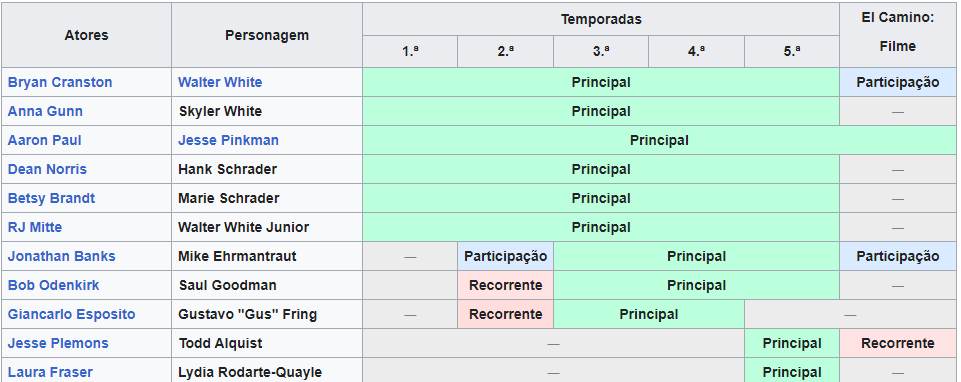 Atores Personagem Temporadas El Camino: Filme
1.ª 2.ª 3.ª 4.ª 5.ª
Bryan Cranston Walter White Principal Participação
Anna Gunn Skyler White Principal —
Aaron Paul Jesse Pinkman Principal
Dean Norris Hank Schrader Principal —
Betsy Brandt Marie Schrader Principal —
RJ Mitte Walter White Junior Principal —
Jonathan Banks Mike Ehrmantraut — Participação Principal Participação
Bob Odenkirk Saul Goodman Recorrente Principal —
Giancarlo Esposito Gustavo "Gus" Fring — Recorrente Principal —
Jesse Plemons Todd Alquist — Principal Recorrente
Laura Fraser Lydia Rodarte-Quayle — Principal —